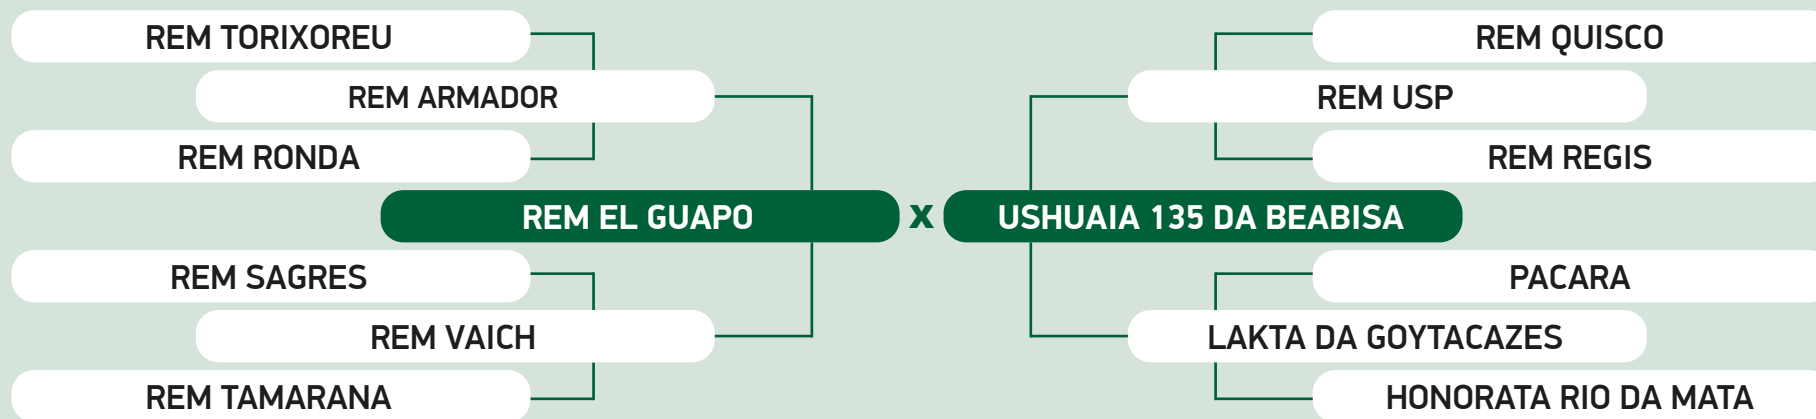 REM TORIXOREU
REM QUISCO
REM ARMADOR
REM USP
REM RONDA
REM REGIS
REM EL GUAPO X USHUAIA 135 DA BEABISA
REM SAGRES
PACARA
REM VAICH
LAKTA DA GOYTACAZES
REM TAMARANA
HONORATA RIO DA MATA